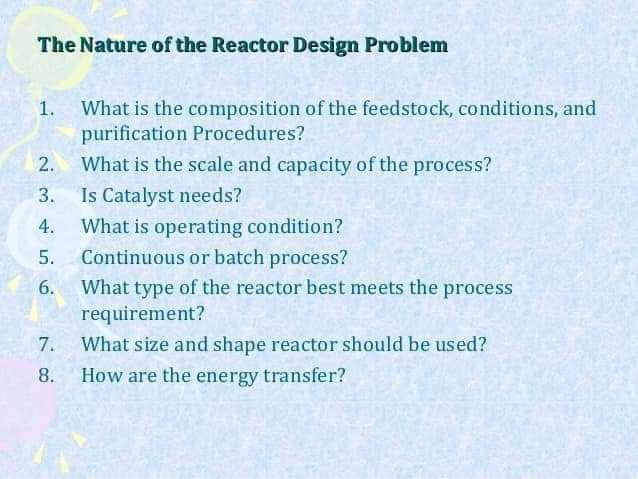 The Nature of the Reactor Design Problem
1. What is the composition of the feedstock, conditions, and
purification Procedures?
2. What is the scale and capacity of the process?
3. Is Catalyst needs?
4. What is operating condition?
5. Continuous or batch process?
6. What type of the reactor best meets the process
requirement?
7. What size and shape reactor should be used?
8. How are the energy transfer?